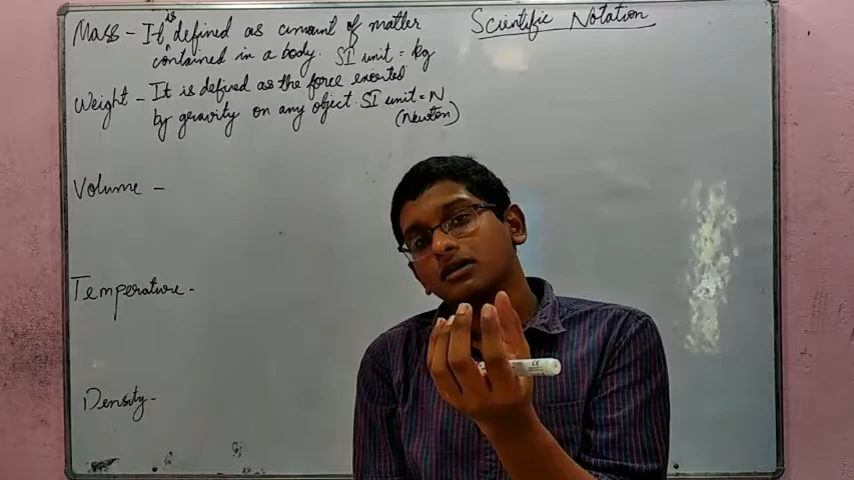 Mass - It is defined as amount of matter
contained in a body. SI unit = kg
Weight - It is defined as the force exerted
by gravity on any object. SI unit = N
(Newton)
Volume -
Temperature -
Density -
Scientific Notation